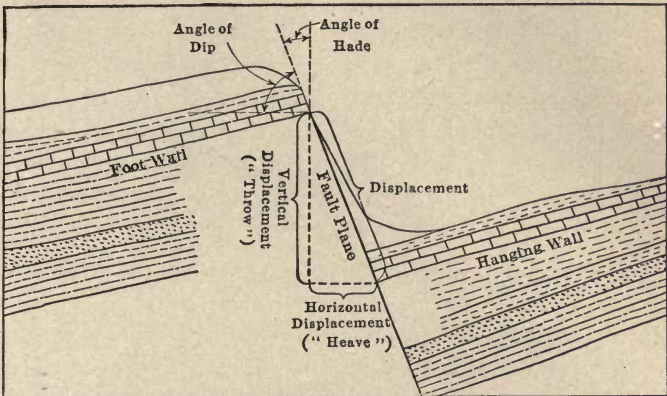 Angle of
Dip
Angle of
Hade
Foot Wall
Vertical
Displacement
("Throw")
Fault Plane
Displacement
Hanging Wall
Horizontal
Displacement
("Heave")